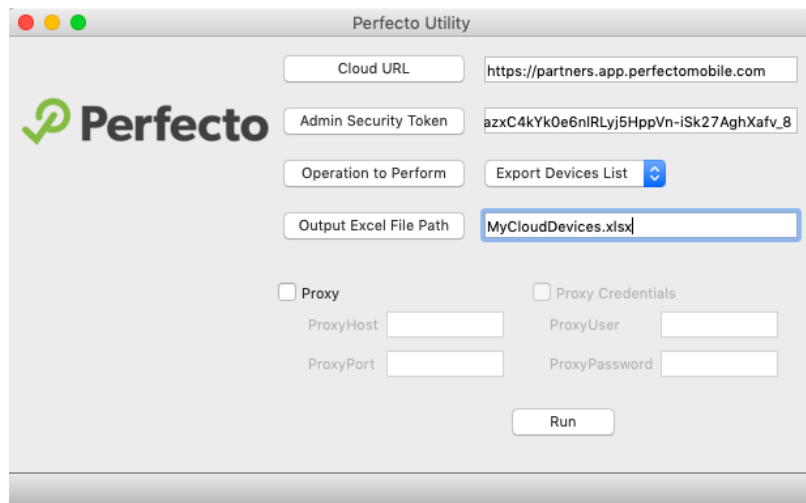 Perfecto Utility
Cloud URL https://partners.app.perfectomobile.com
Perfecto
Admin Security Token azxC4kYk0e6nlRLyj5HppVn-iSk27AghXafv_8
Operation to Perform Export Devices List
Output Excel File Path MyCloudDevices.xlsx
Proxy Proxy Credentials
ProxyHost ProxyUser
ProxyPort ProxyPassword
Run